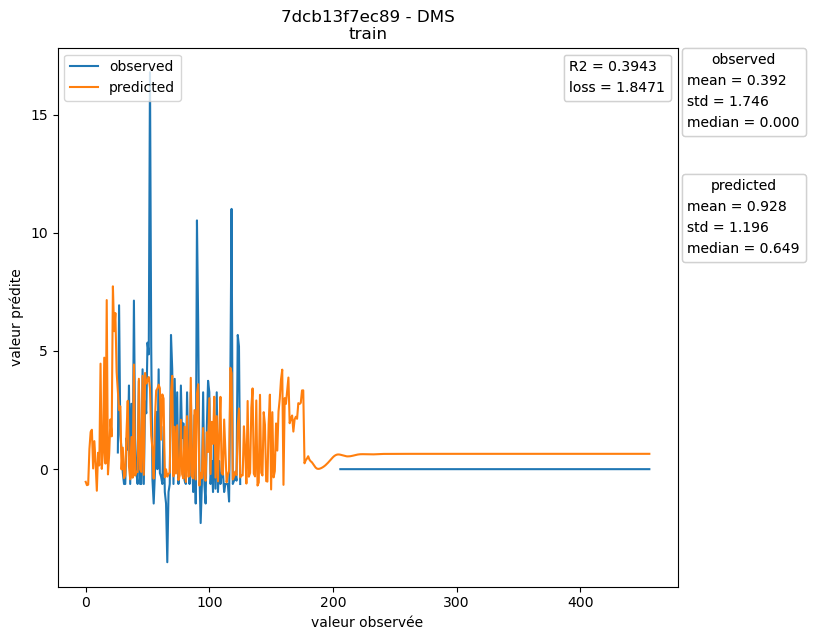 7dcb13f7ec89 - DMS
train
observed
predicted
R2 = 0.3943
loss = 1.8471
observed
mean = 0.392
std = 1.746
median = 0.000
predicted
mean = 0.928
std = 1.196
median = 0.649
valeur prédite
15
10
5
0
0 100 200 300 400
valeur observée